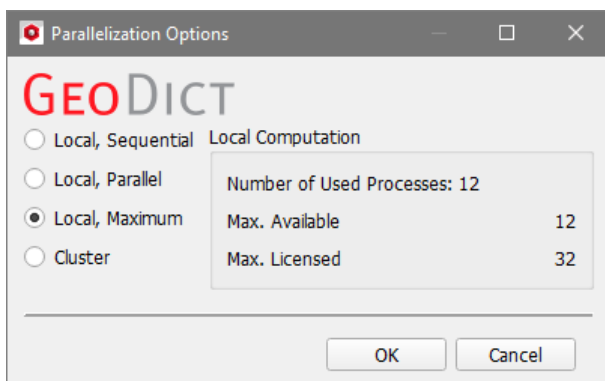 Parallelization Options
GEODICT
Local, Sequential
Local, Parallel
Local, Maximum
Cluster
Local Computation
Number of Used Processes: 12
Max. Available 12
Max. Licensed 32
OK Cancel